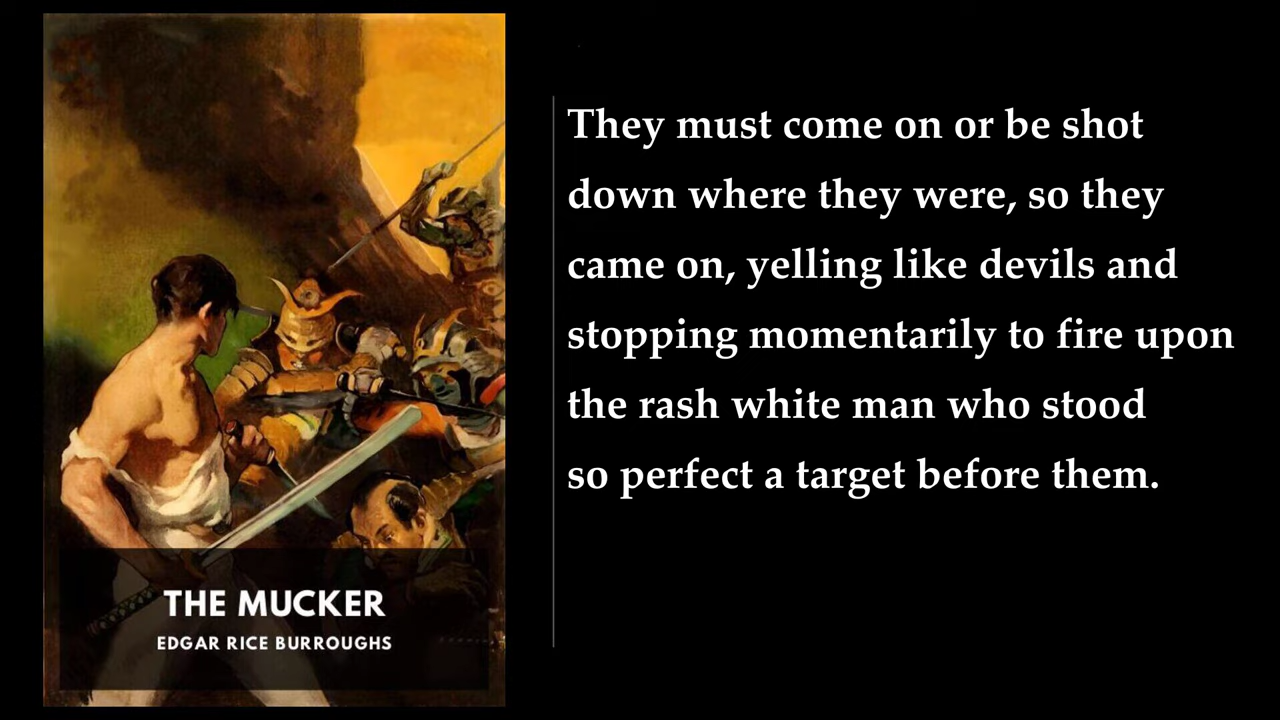 THE MUCKER
EDGAR RICE BURROUGHS
They must come on or be shot
down where they were, so they
came on, yelling like devils and
stopping momentarily to fire upon
the rash white man who stood
so perfect a target before them.